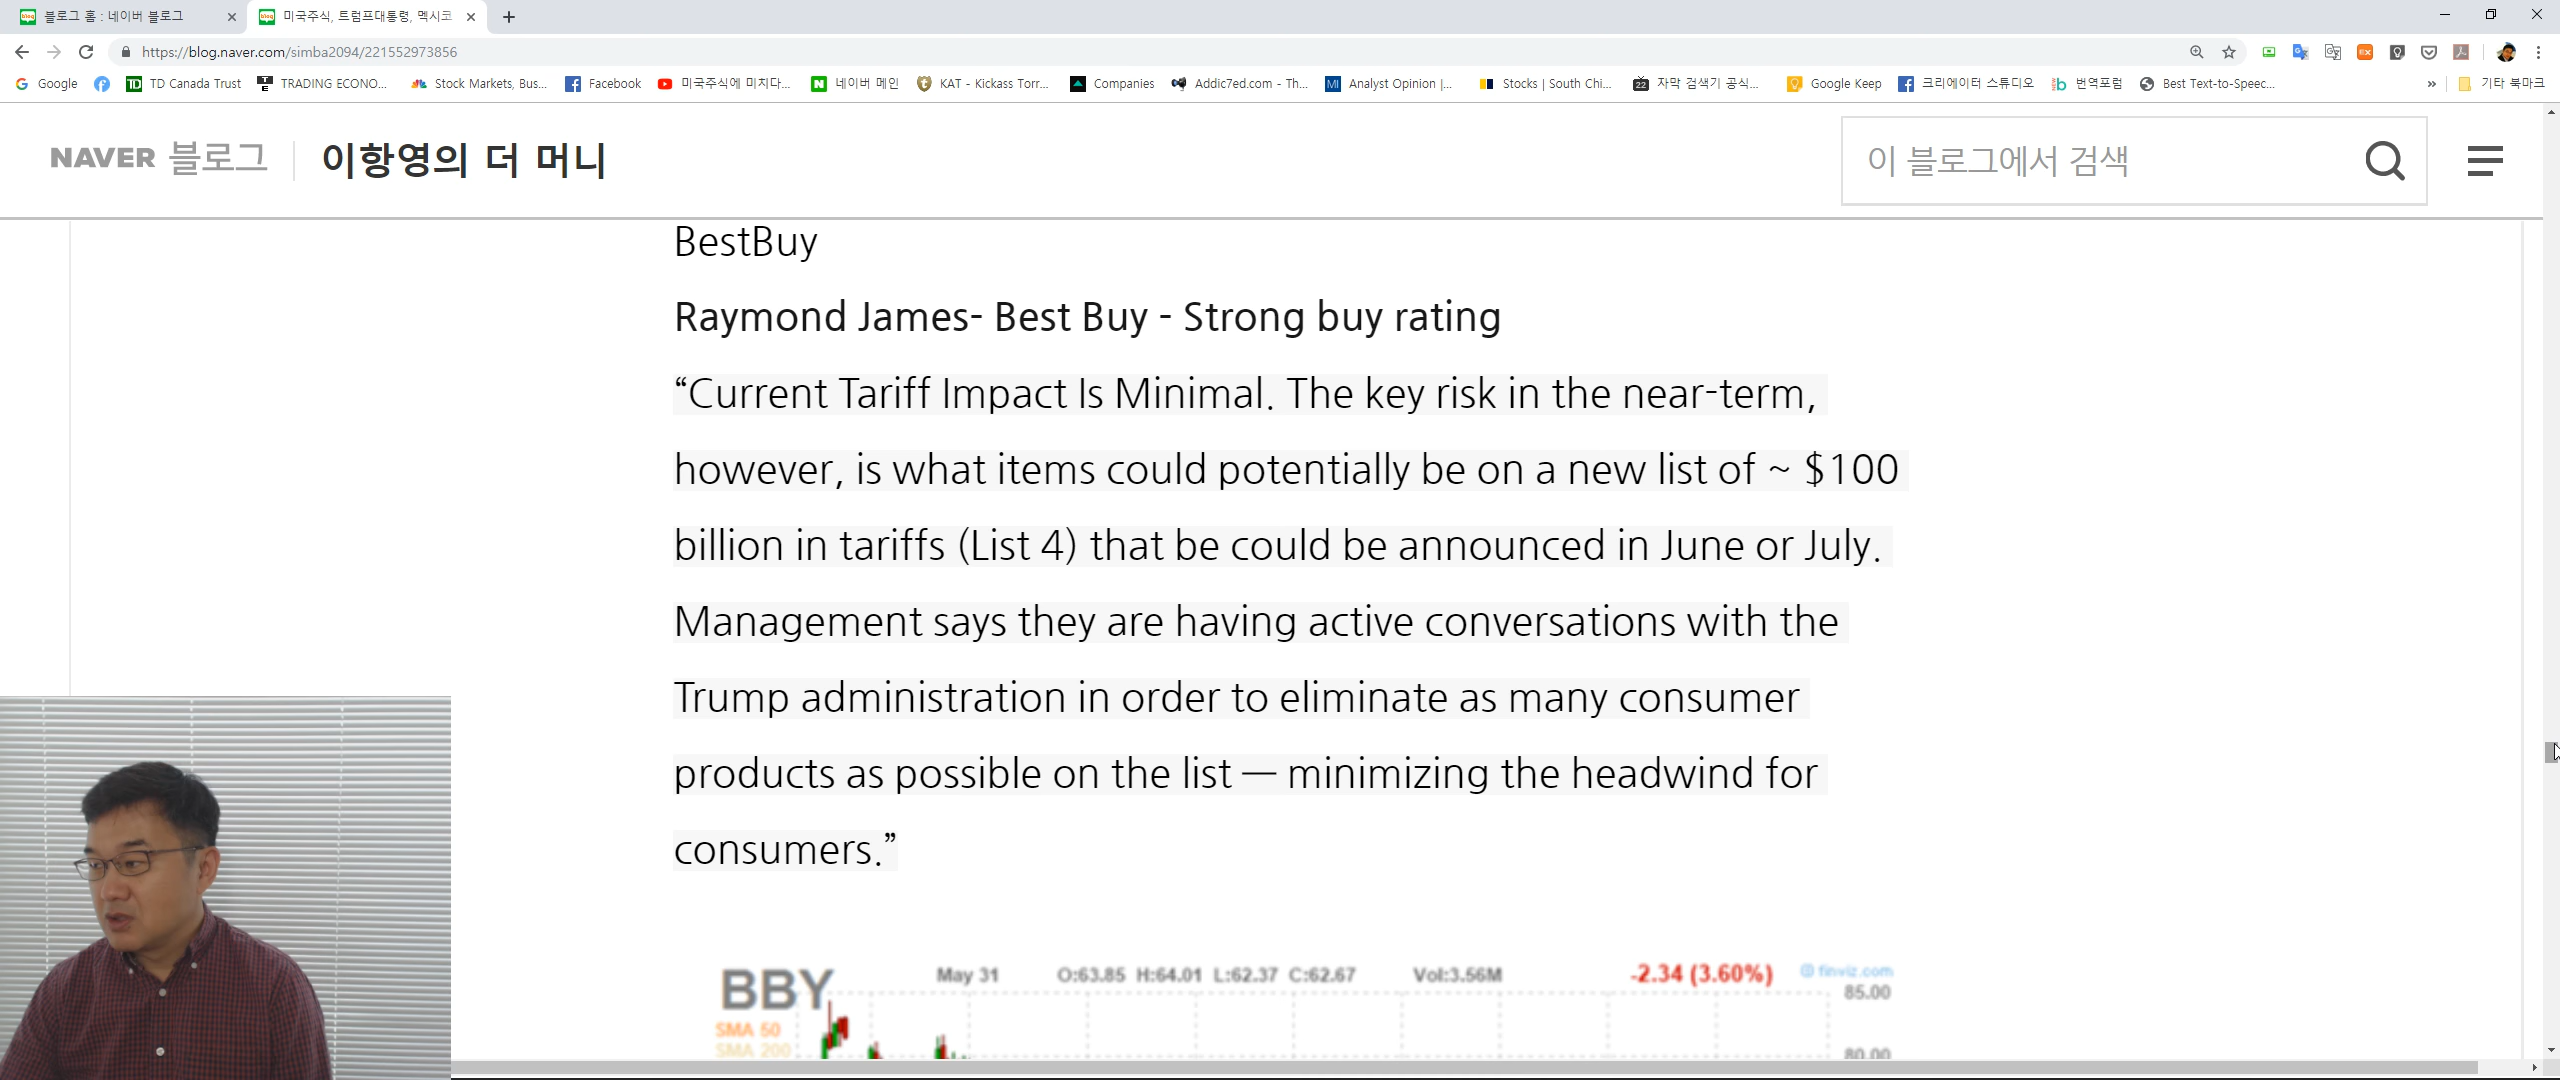 블로그 홈 : 네이버 블로그
미국주식, 트럼프대통령, 멕시코
https://blog.naver.com/simba2094/221552973856
Google
TD Canada Trust
TRADING ECONO...
Stock Markets, Bus...
Facebook
미국주식에 미치다...
네이버 메인
KAT - Kickass Torr...
Companies
Addic7ed.com - Th...
Analyst Opinion |...
Stocks | South Chi...
자막 검색기 공식...
Google Keep
크리에이터 스튜디오
번역포럼
Best Text-to-Speec...
»
기타 북마크
NAVER 블로그
이항영의 더 머니
이 블로그에서 검색
BestBuy
Raymond James- Best Buy - Strong buy rating
“Current Tariff Impact Is Minimal. The key risk in the near-term,
however, is what items could potentially be on a new list of ~ $100
billion in tariffs (List 4) that be could be announced in June or July.
Management says they are having active conversations with the
Trump administration in order to eliminate as many consumer
products as possible on the list — minimizing the headwind for
consumers.”
BBY
May 31
O:63.85 H:64.01 L:62.37 C:62.67
Vol:3.56M
-2.34 (3.60%)
finviz.com
85.00
SMA 50
SMA 200
80.00